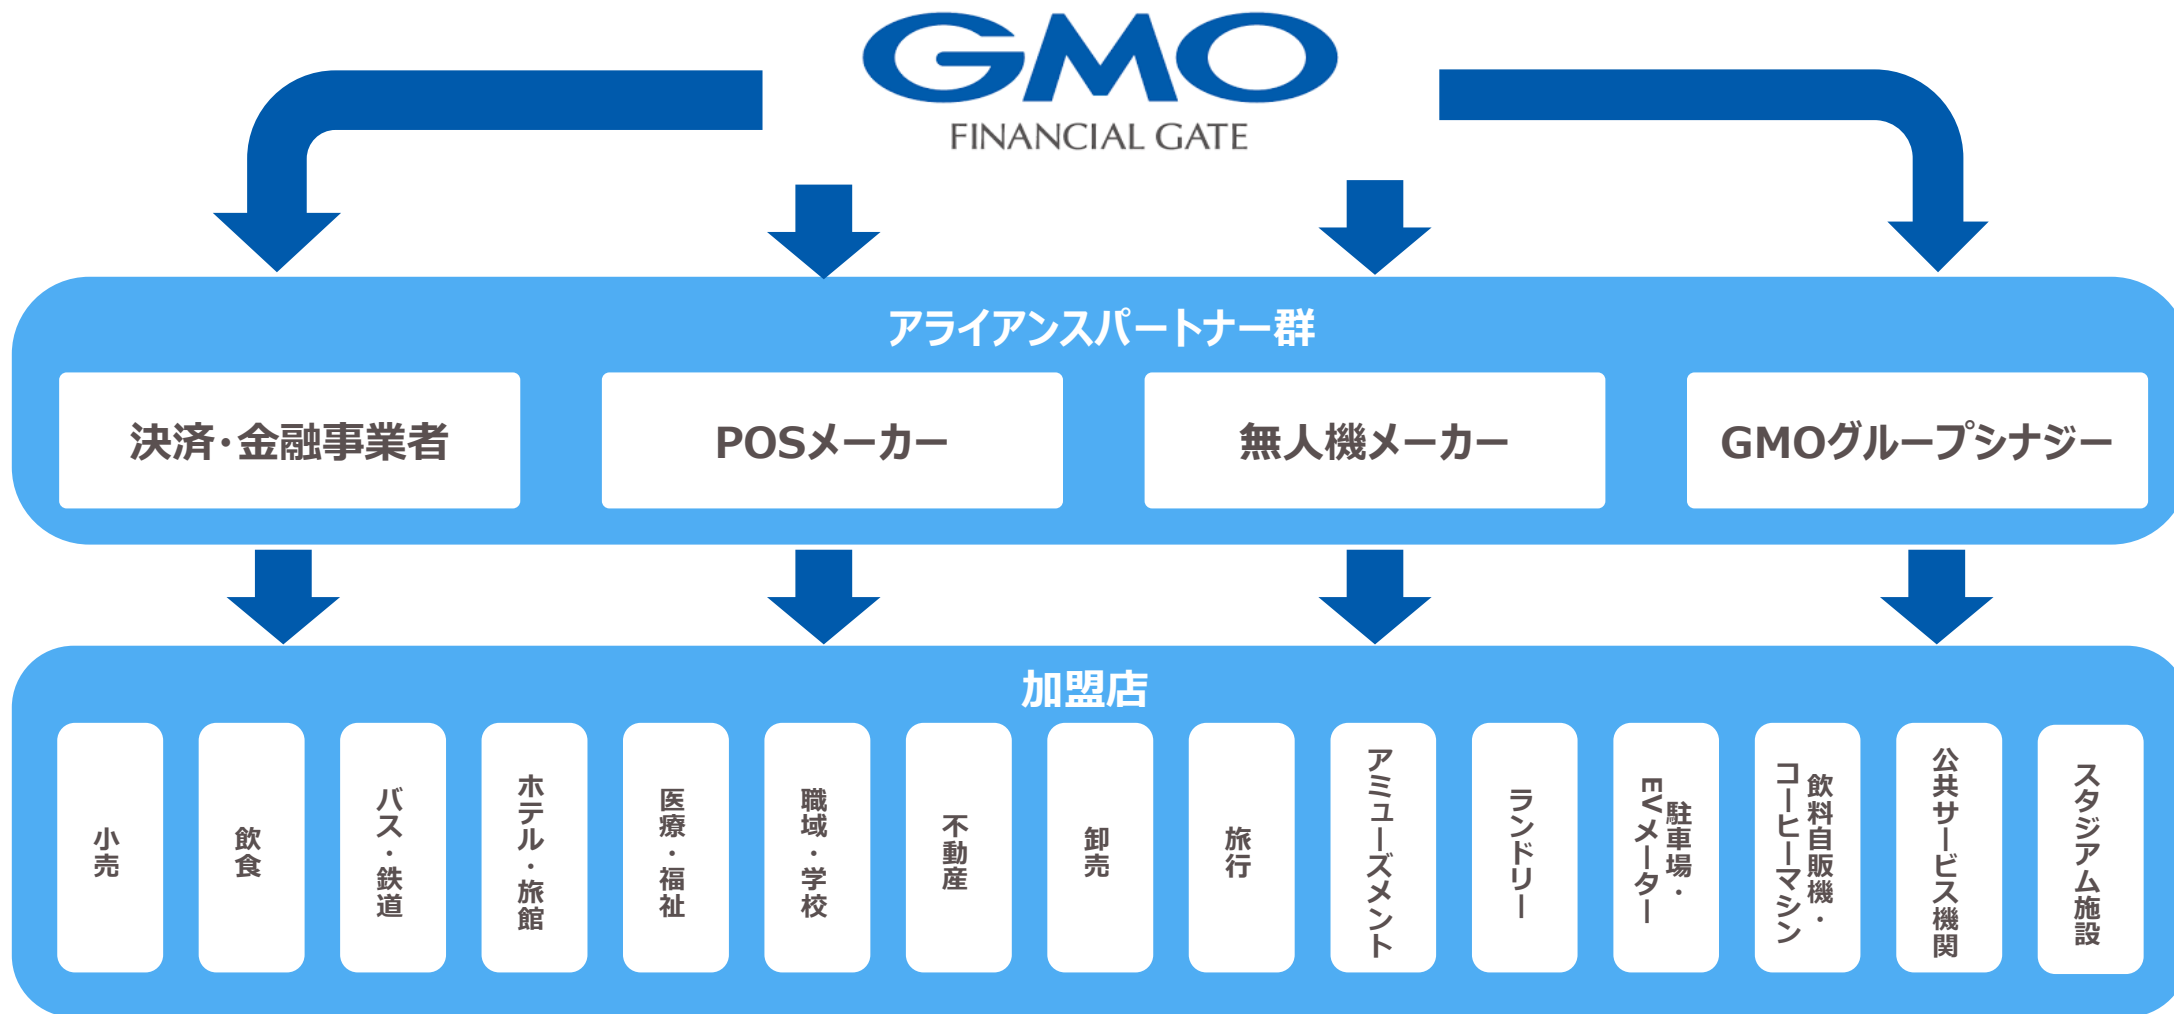 GMO
FINANCIAL GATE
アライアンスパートナー群
決済・金融事業者
POSメーカー
無人機メーカー
GMOグループシナジー
加盟店
小売
飲食
バス・鉄道
ホテル・旅館
医療・福祉
職域・学校
不動産
卸売
旅行
アミューズメント
ランドリー
駐車場・
EVメーター
飲料自販機・
コーヒーマシン
公共サービス機関
スタジアム施設